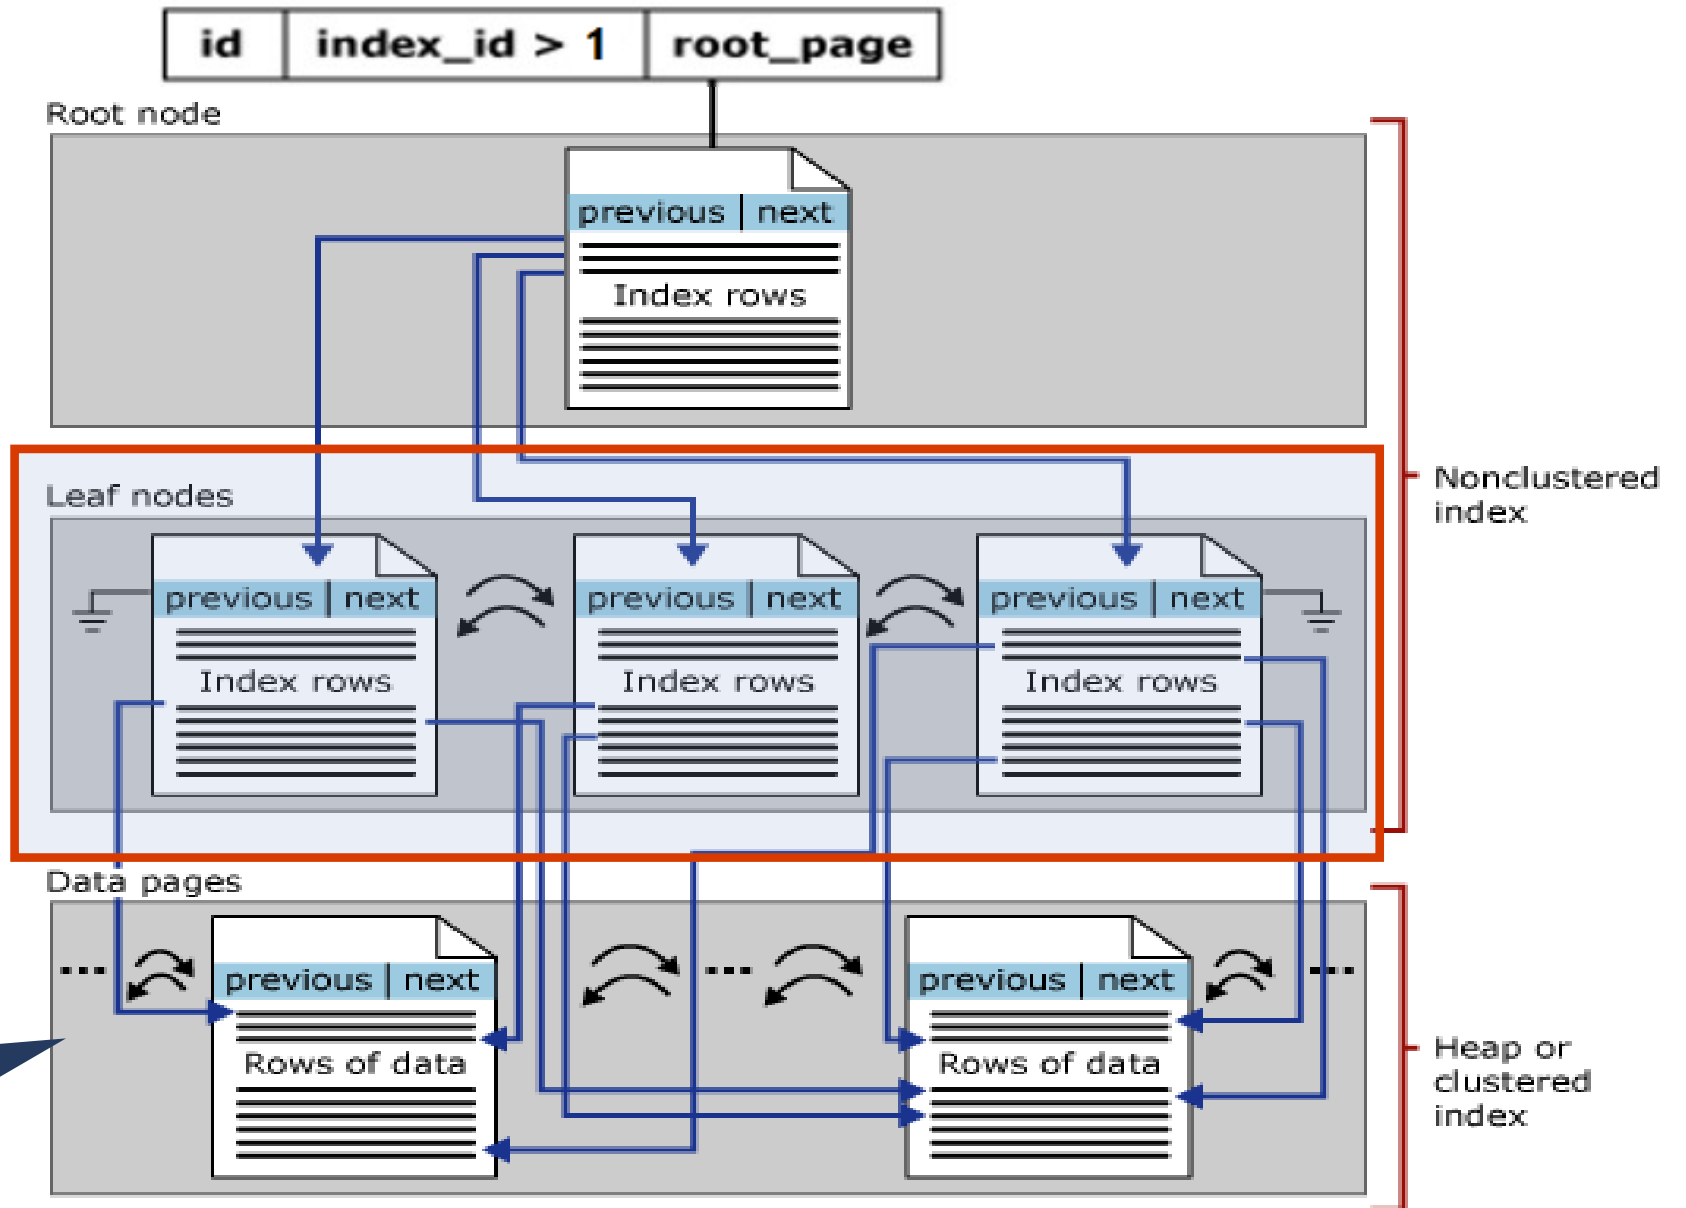 id | index_id > 1 | root_page
Root node
previous | next
Index rows
Nonclustered
index
Leaf nodes
previous | next
previous | next
previous | next
Index rows
Index rows
Index rows
Data pages
previous | next
previous | next
Rows of data
Rows of data
Heap or
clustered
index